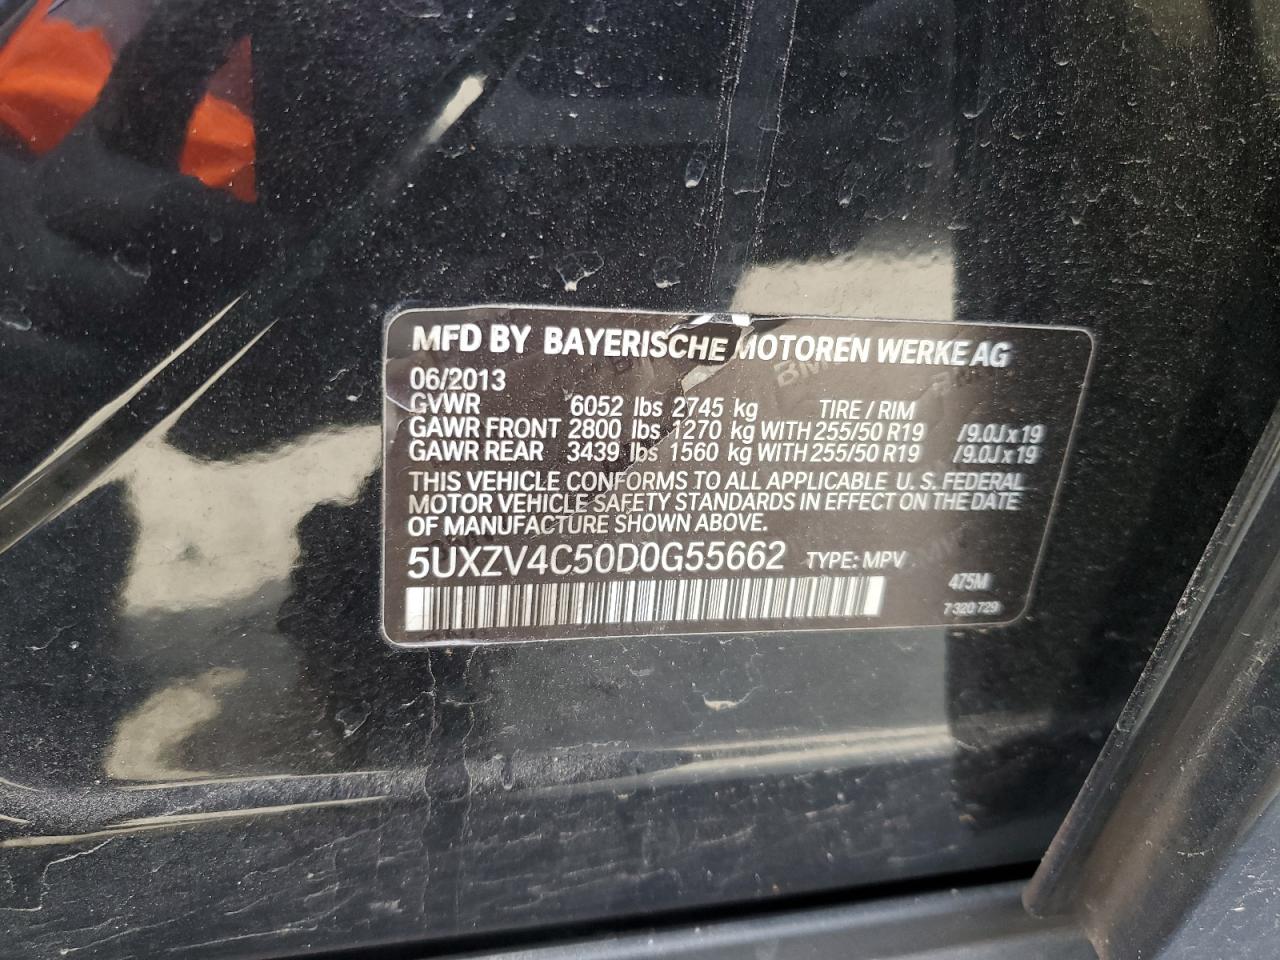 MFD BY BAYERISCHE MOTOREN WERKE AG
06/2013
GVWR 6052 lbs 2745 kg TIRE / RIM
GAWR FRONT 2800 lbs 1270 kg WITH 255/50 R19 /9.0J x 19
GAWR REAR 3439 lbs 1560 kg WITH 255/50 R19 /9.0J x 19
THIS VEHICLE CONFORMS TO ALL APPLICABLE U. S. FEDERAL
MOTOR VEHICLE SAFETY STANDARDS IN EFFECT ON THE DATE
OF MANUFACTURE SHOWN ABOVE.
5UXZV4C50D0G55662 TYPE: MPV
475M
7 320 729